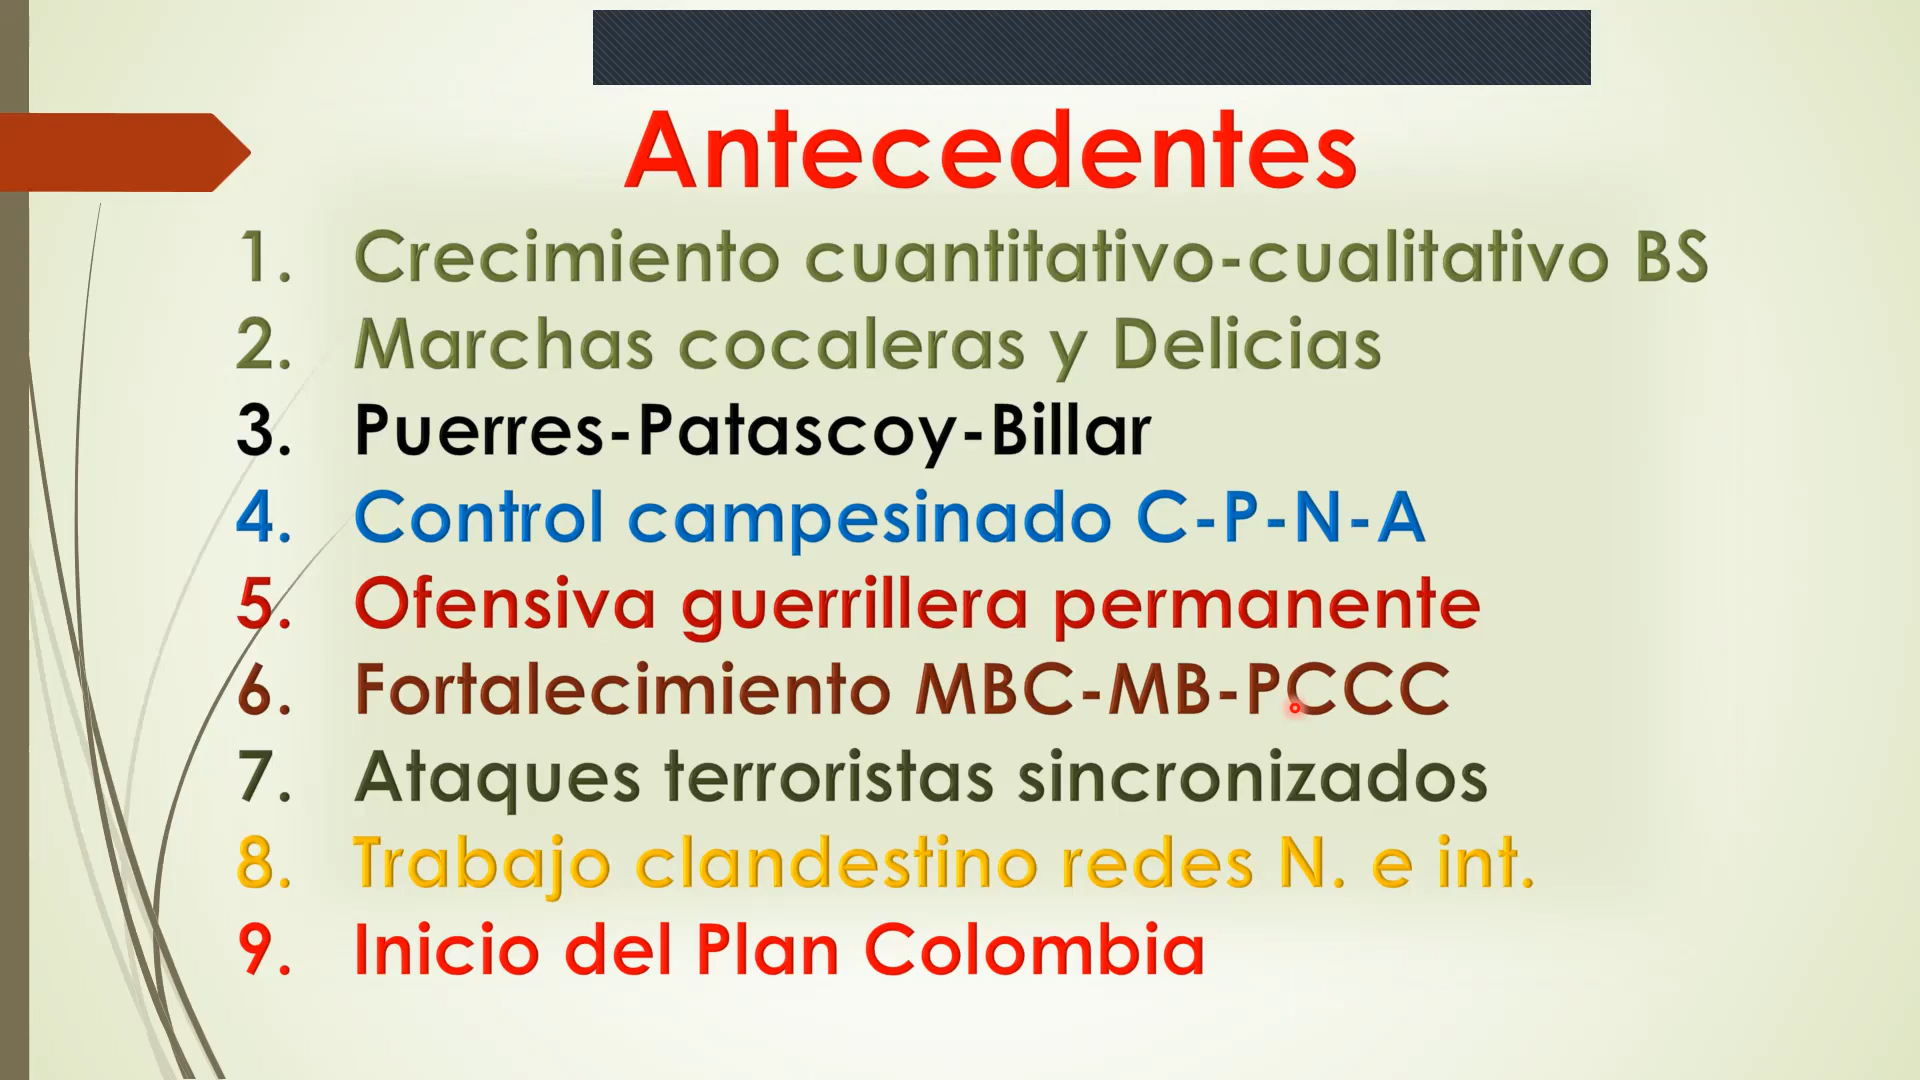 Antecedentes
1. Crecimiento cuantitativo-cualitativo BS
2. Marchas cocaleras y Delicias
3. Puerres-Patascoy-Billar
4. Control campesinado C-P-N-A
5. Ofensiva guerrillera permanente
6. Fortalecimiento MBC-MB-PCCC
7. Ataques terroristas sincronizados
8. Trabajo clandestino redes N. e int.
9. Inicio del Plan Colombia